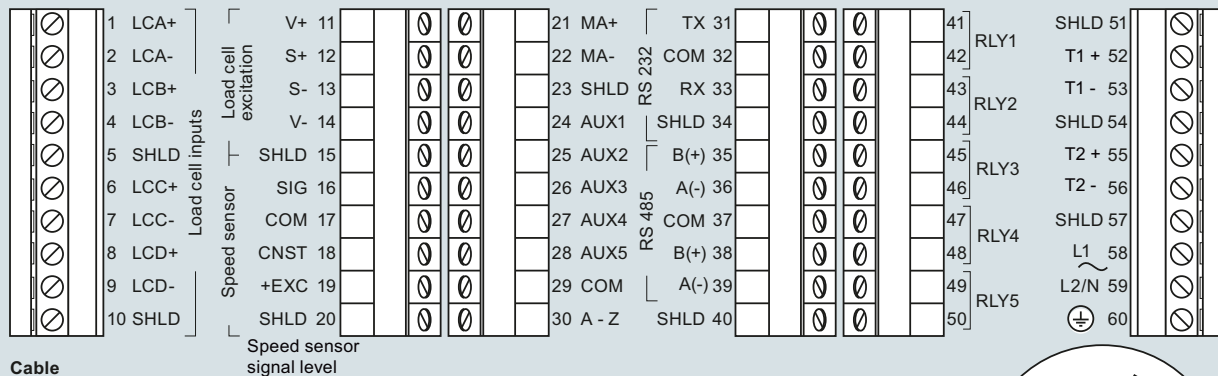 1 LCA+
2 LCA-
3 LCB+
4 LCB-
5 SHLD
6 LCC+
7 LCC-
8 LCD+
9 LCD-
10 SHLD
Load cell inputs
Load cell
excitation
Speed sensor
V+ 11
S+ 12
S- 13
V- 14
SHLD 15
SIG 16
COM 17
CNST 18
+EXC 19
SHLD 20
Speed sensor
signal level
21 MA+
22 MA-
23 SHLD
24 AUX1
25 AUX2
26 AUX3
27 AUX4
28 AUX5
29 COM
30 A - Z
RS 232
RS 485
TX 31
COM 32
RX 33
SHLD 34
B(+) 35
A(-) 36
COM 37
B(+) 38
A(-) 39
SHLD 40
41
42
RLY1
43
44
RLY2
45
46
RLY3
47
48
RLY4
49
50
RLY5
SHLD 51
T1 + 52
T1 - 53
SHLD 54
T2 + 55
T2 - 56
SHLD 57
L1 58
L2/N 59
60
Cable